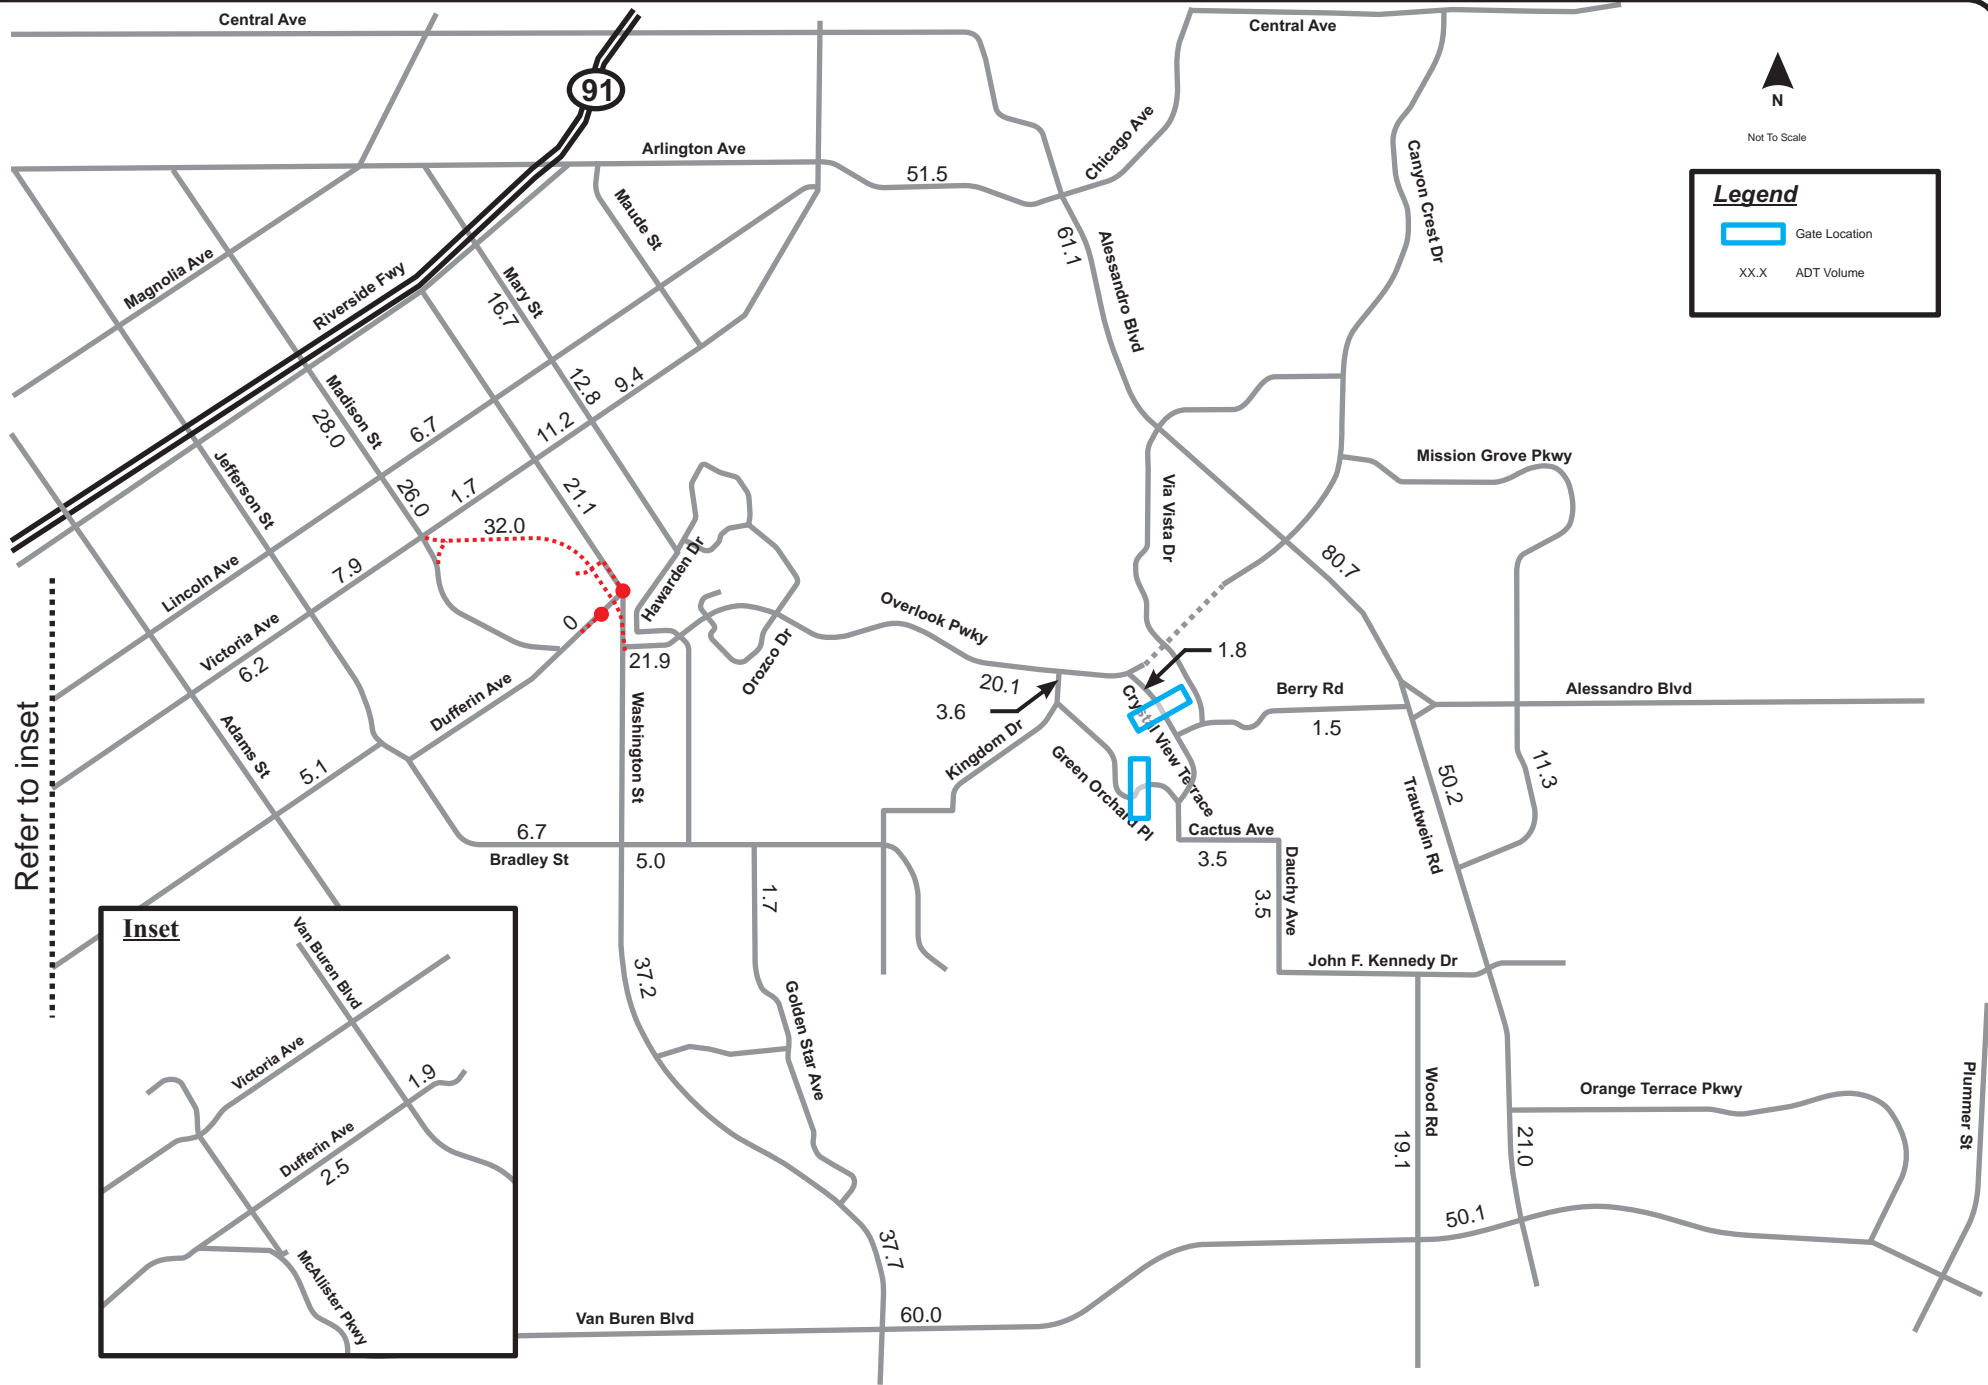 Central Ave
Central Ave
91
N
Not To Scale
Legend
Gate Location
XX.X ADT Volume
Arlington Ave
51.5
Chicago Ave
Canyon Crest Dr
Maude St
61.1
Alessandro Blvd
Magnolia Ave
Riverside Fwy
Mary St
16.7
Madison St
28.0
12.8
9.4
6.7
11.2
Jefferson St
26.0
1.7
21.1
32.0
Mission Grove Pkwy
Via Vista Dr
80.7
Lincoln Ave
7.9
Hawarden Dr
Victoria Ave
6.2
0
21.9
Orozco Dr
Overlook Pwky
20.1
3.6
1.8
Berry Rd
1.5
Alessandro Blvd
Refer to inset
Adams St
Dufferin Ave
Washington St
Kingdom Dr
Crystal View Terrace
Green Orchard Pl
5.1
50.2
11.3
Trautwein Rd
6.7
Bradley St
5.0
1.7
Cactus Ave
3.5
Dauchy Ave
3.5
John F. Kennedy Dr
37.2
Golden Star Ave
Wood Rd
19.1
Orange Terrace Pkwy
21.0
Plummer St
50.1
37.7
60.0
Van Buren Blvd
Inset
Van Buren Blvd
Victoria Ave
1.9
Dufferin Ave
2.5
McAllister Pkwy